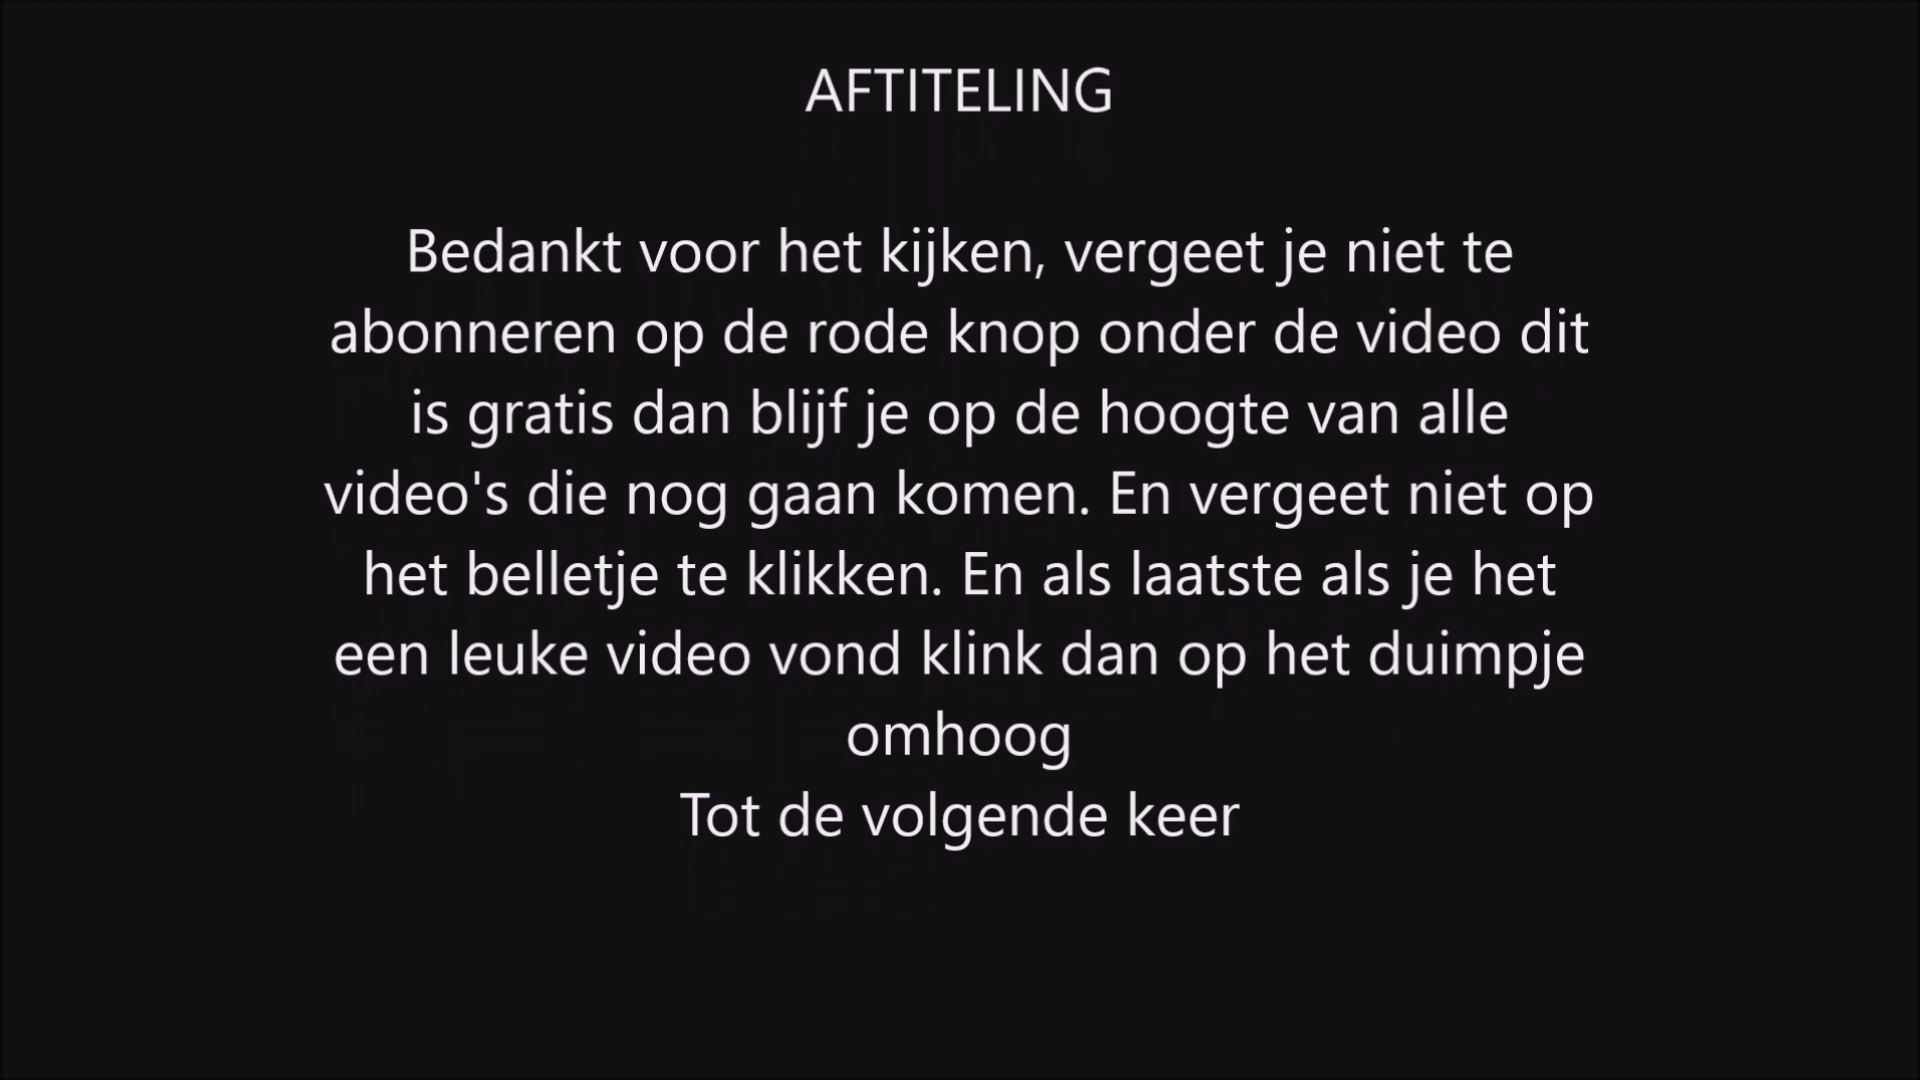 AFTITELING
Bedankt voor het kijken, vergeet je niet te
abonneren op de rode knop onder de video dit
is gratis dan blijf je op de hoogte van alle
video's die nog gaan komen. En vergeet niet op
het belletje te klikken. En als laatste als je het
een leuke video vond klink dan op het duimpje
omhoog
Tot de volgende keer